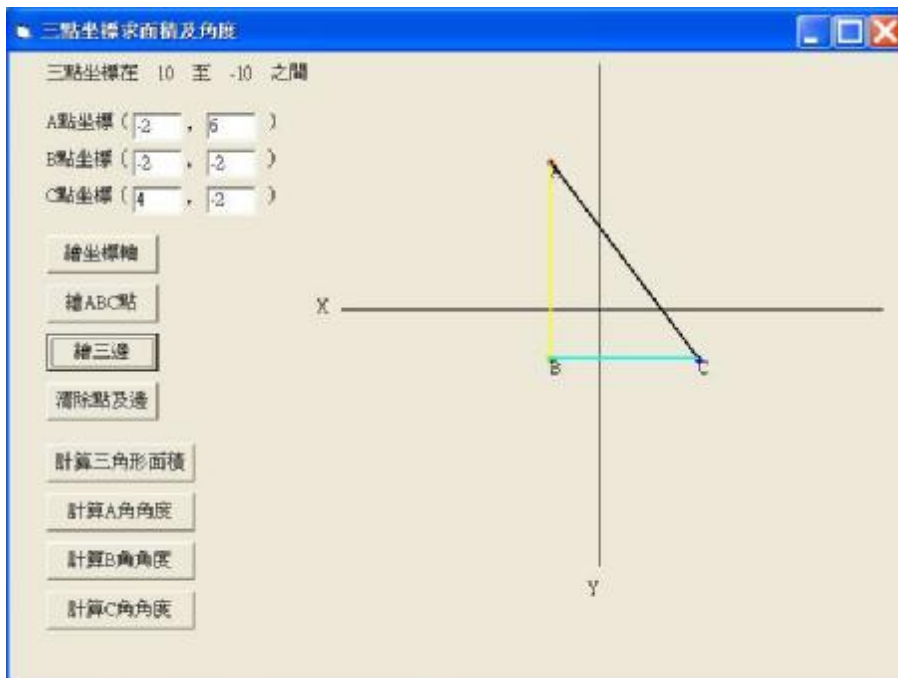 三點坐標求面積及角度
三點坐標在 10 至 -10 之間
A點坐標 ( -2 , 6 )
B點坐標 ( -2 , -2 )
C點坐標 ( 4 , -2 )
繪坐標軸
繪ABC點
繪三邊
清除點及邊
計算三角形面積
計算A角角度
計算B角角度
計算C角角度
A
X
B
C
Y